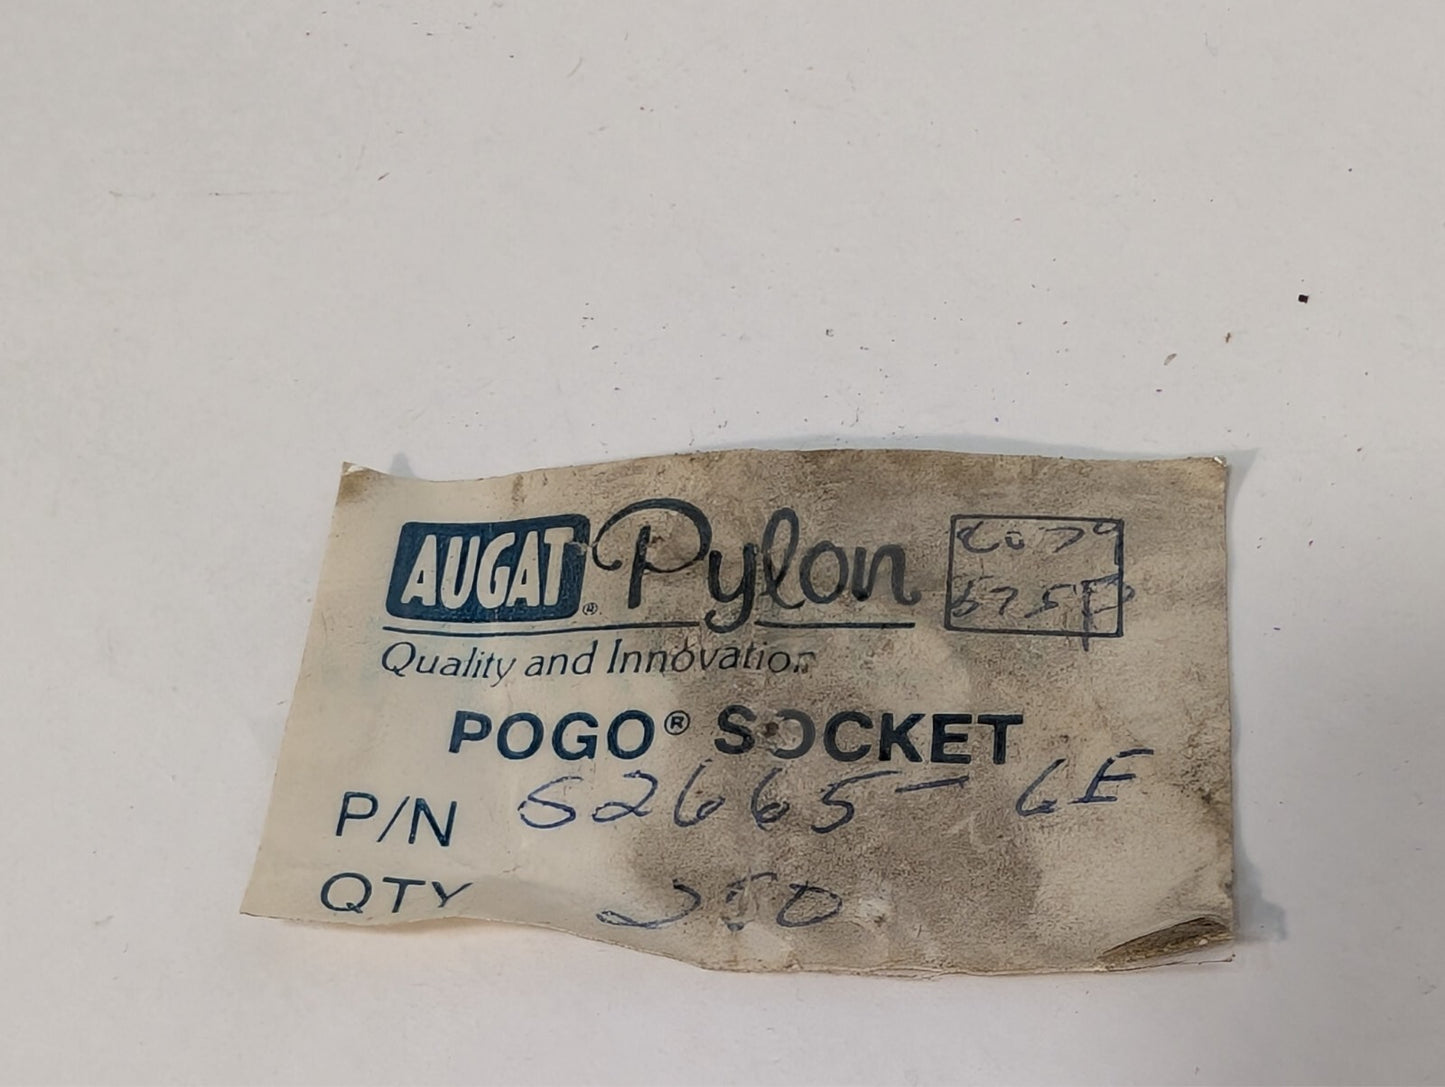 AUGAT® Pylon
Quality and Innovation
POGO® SOCKET
P/N S2665- 6E
QTY 250